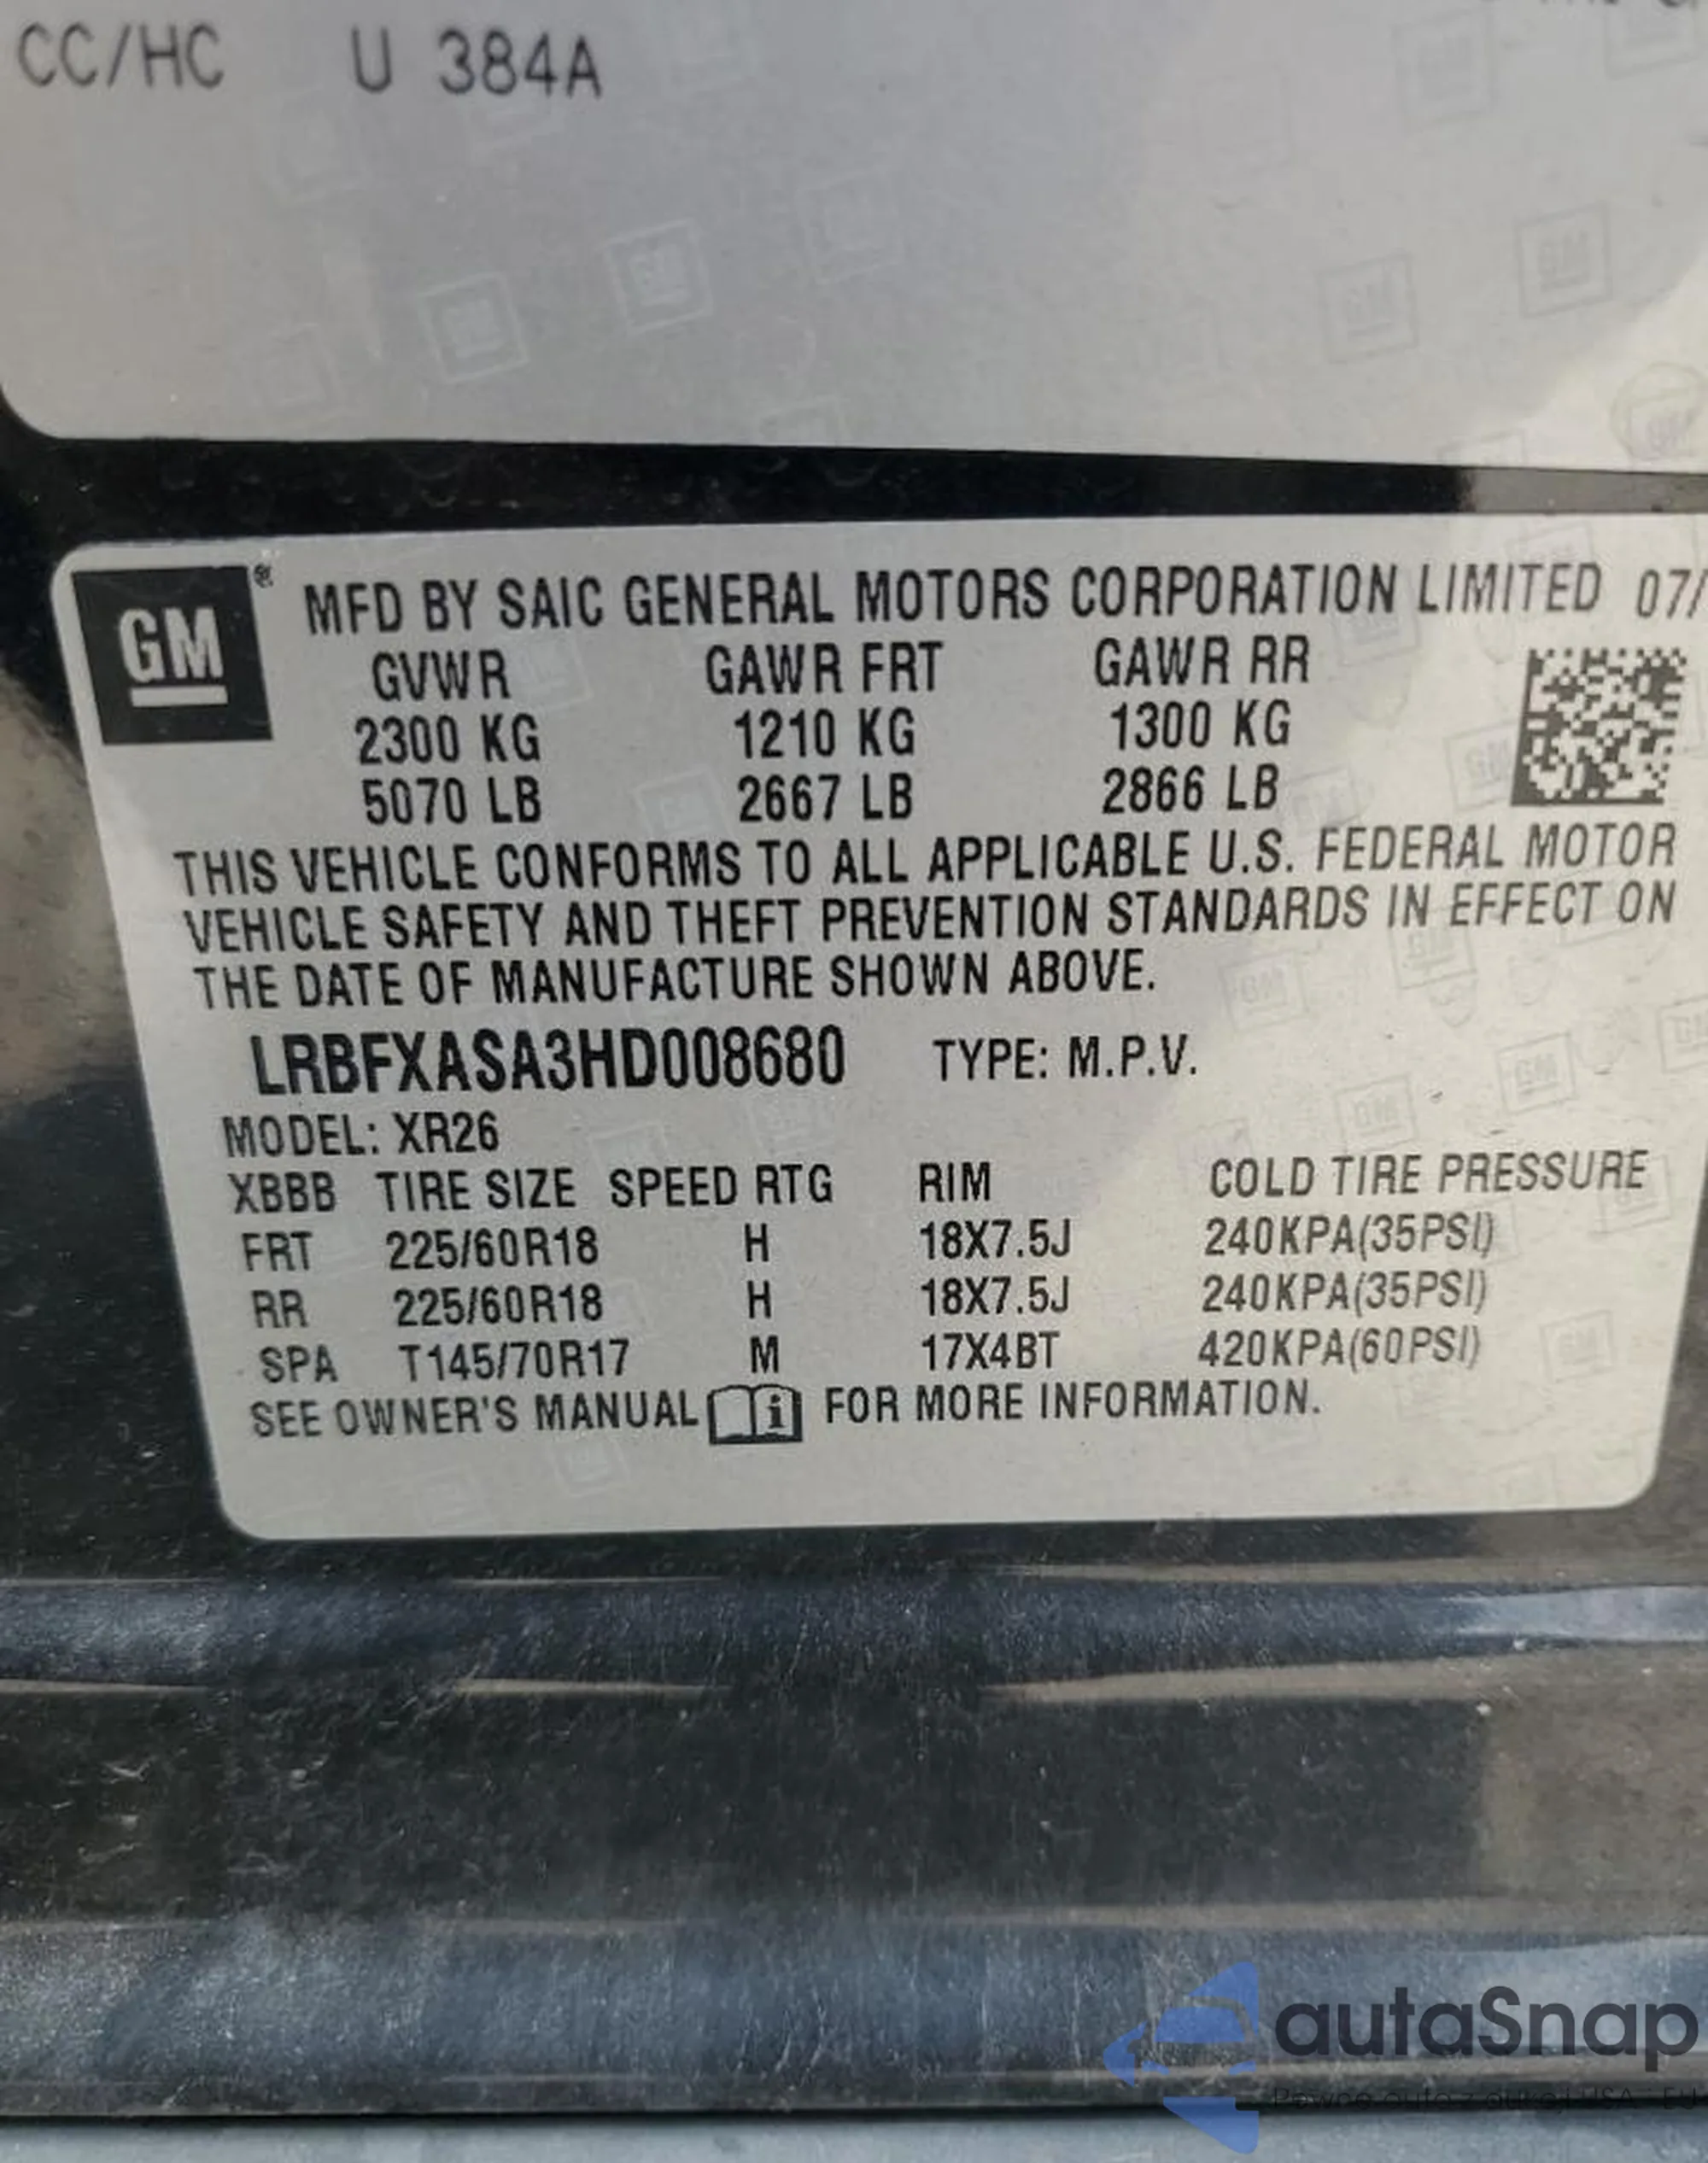 CC/HC U 384A
GM ® MFD BY SAIC GENERAL MOTORS CORPORATION LIMITED 07/
GVWR GAWR FRT GAWR RR
2300 KG 1210 KG 1300 KG
5070 LB 2667 LB 2866 LB
THIS VEHICLE CONFORMS TO ALL APPLICABLE U.S. FEDERAL MOTOR
VEHICLE SAFETY AND THEFT PREVENTION STANDARDS IN EFFECT ON
THE DATE OF MANUFACTURE SHOWN ABOVE.
LRBFXASA3HD008680 TYPE: M.P.V.
MODEL: XR26
XBBB TIRE SIZE SPEED RTG RIM COLD TIRE PRESSURE
FRT 225/60R18 H 18X7.5J 240KPA(35PSI)
RR 225/60R18 H 18X7.5J 240KPA(35PSI)
SPA T145/70R17 M 17X4BT 420KPA(60PSI)
SEE OWNER'S MANUAL i FOR MORE INFORMATION.
autaSnap
auto z aukcji USA